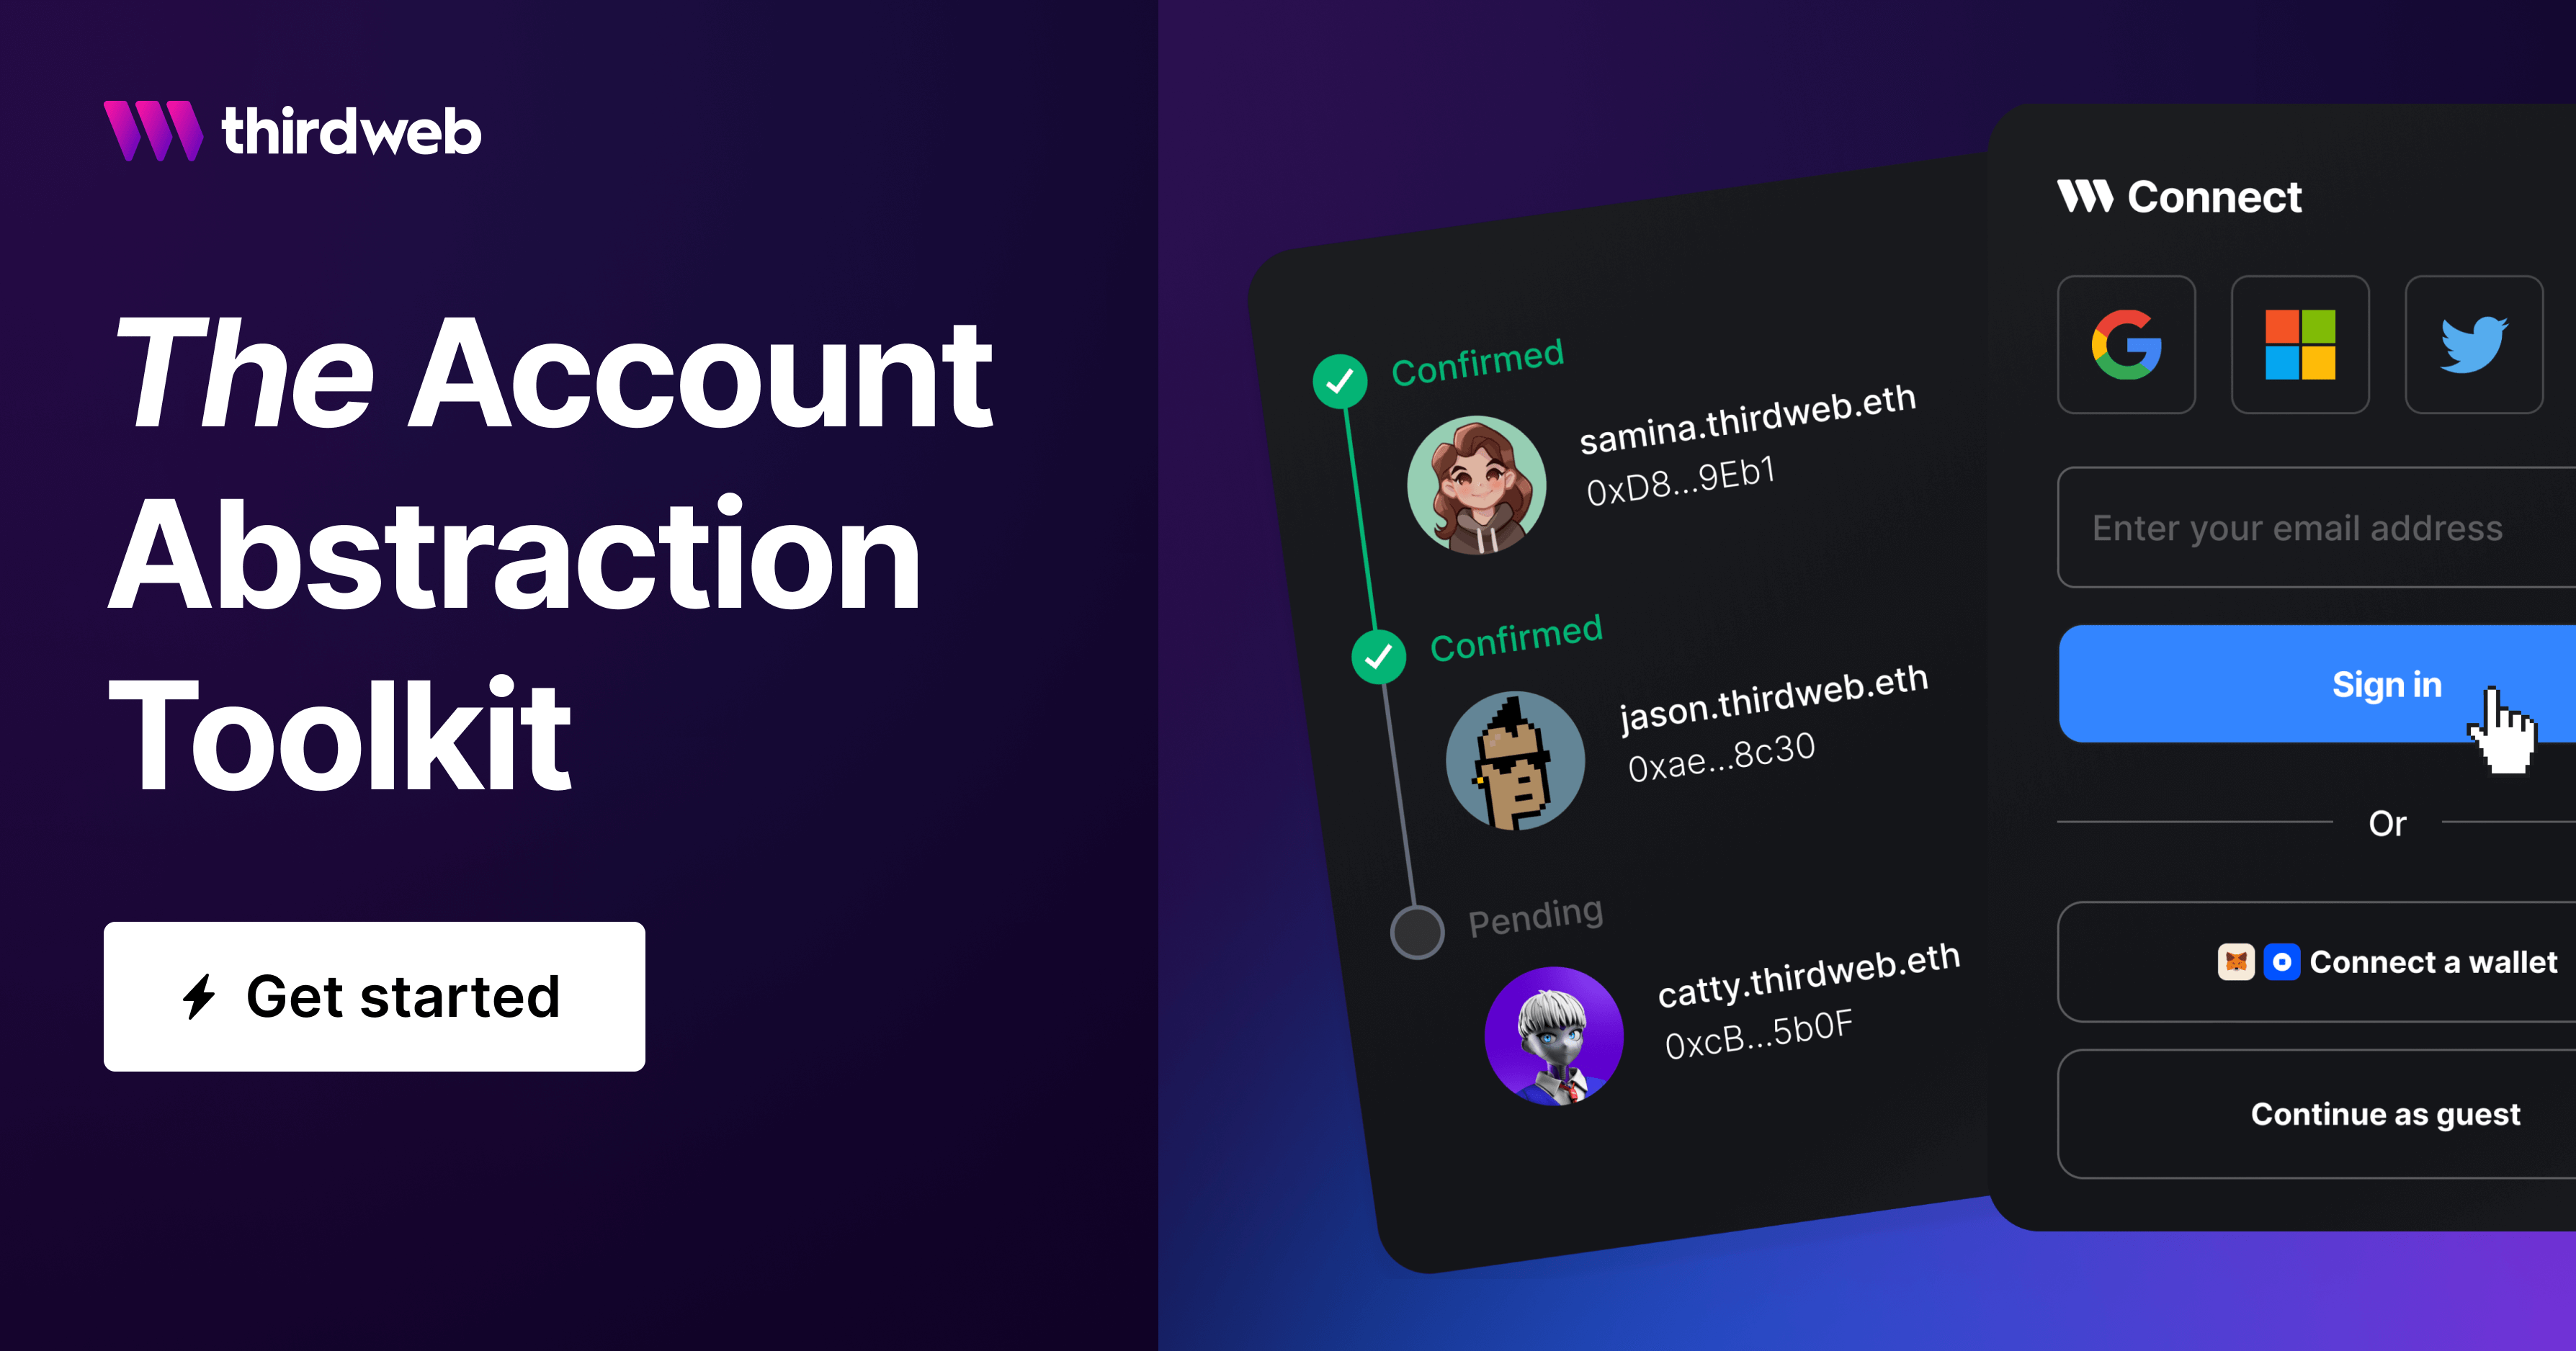 thirdweb
The Account
Abstraction
Toolkit
Get started
Confirmed
samina.thirdweb.eth
0xD8...9Eb1
Confirmed
jason.thirdweb.eth
0xae...8c30
Pending
catty.thirdweb.eth
0xcB...5b0F
Connect
Enter your email address
Sign in
Or
Connect a wallet
Continue as guest